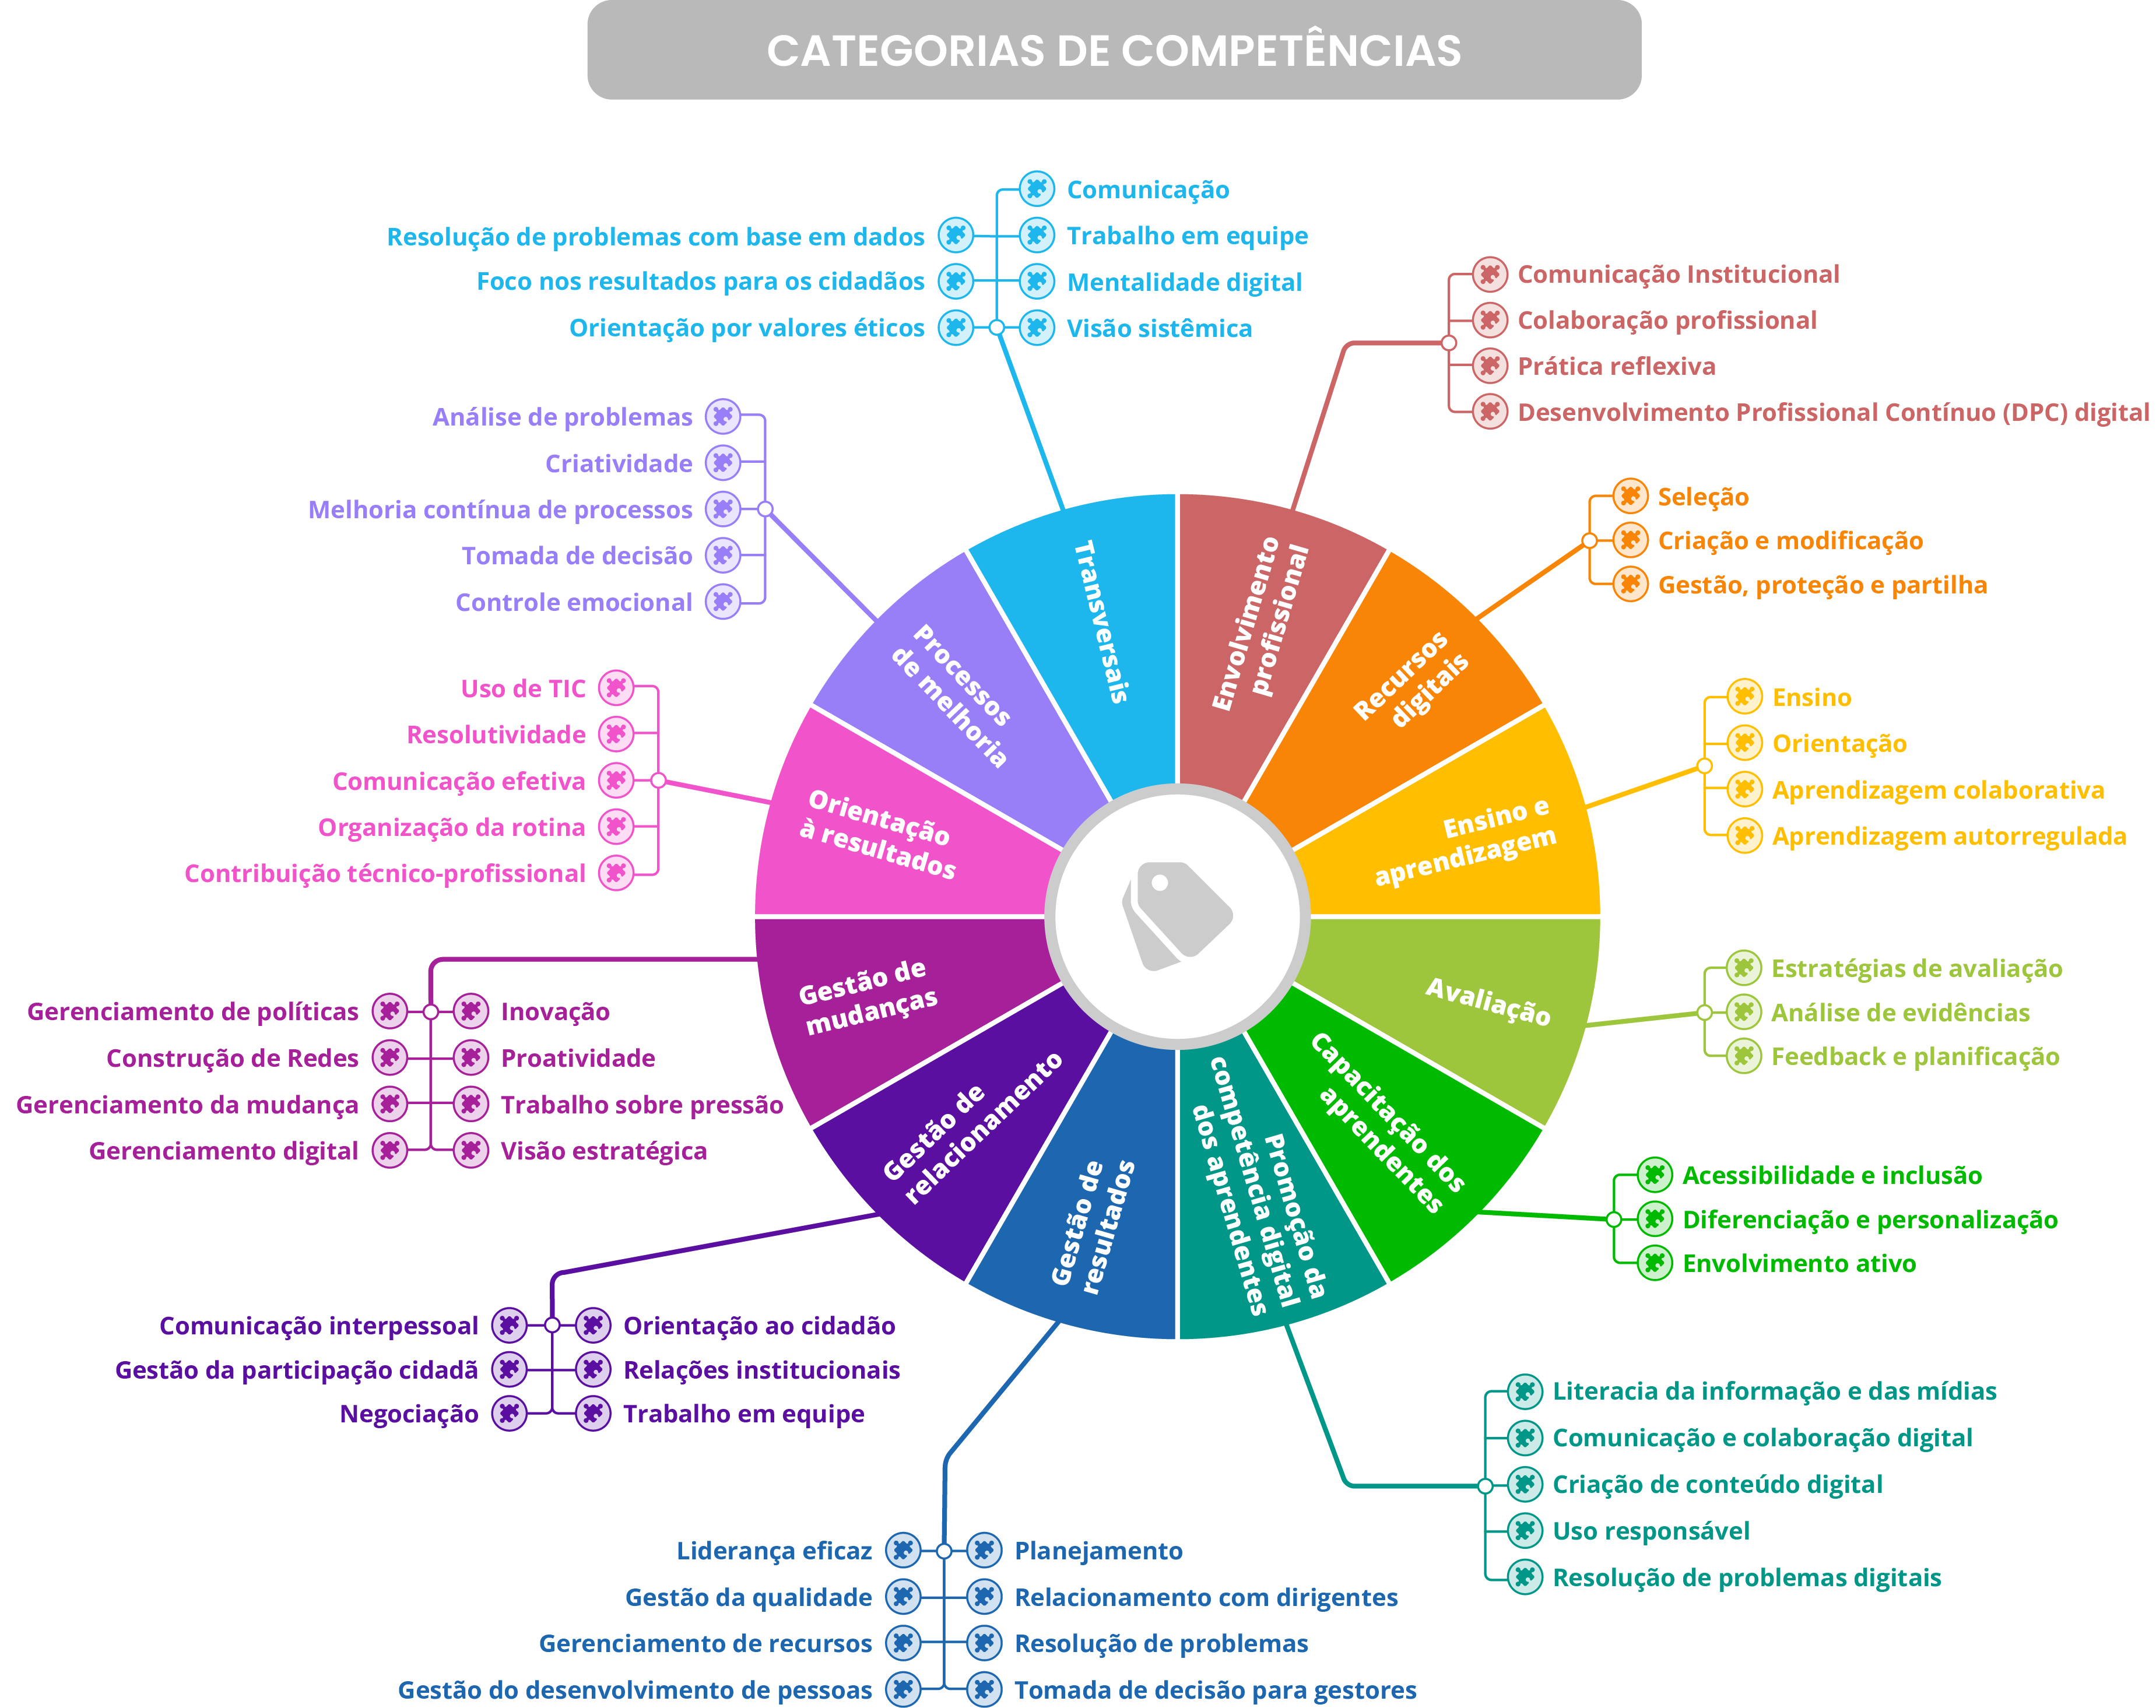 CATEGORIAS DE COMPETÊNCIAS
Comunicação
Resolução de problemas com base em dados
Trabalho em equipe
Foco nos resultados para os cidadãos
Mentalidade digital
Orientação por valores éticos
Visão sistêmica
Comunicação Institucional
Colaboração profissional
Prática reflexiva
Desenvolvimento Profissional Contínuo (DPC) digital
Análise de problemas
Criatividade
Melhoria contínua de processos
Tomada de decisão
Controle emocional
Seleção
Criação e modificação
Gestão, proteção e partilha
Transversais
Envolvimento
profissional
Processos
de melhoria
Recursos
digitais
Uso de TIC
Resolutividade
Comunicação efetiva
Organização da rotina
Contribuição técnico-profissional
Ensino
Orientação
Aprendizagem colaborativa
Aprendizagem autorregulada
Orientação
à resultados
Ensino e
aprendizagem
Gestão de
mudanças
Avaliação
Gerenciamento de políticas
Inovação
Construção de Redes
Proatividade
Gerenciamento da mudança
Trabalho sobre pressão
Gerenciamento digital
Visão estratégica
Estratégias de avaliação
Análise de evidências
Feedback e planificação
Gestão de
relacionamento
Gestão de
resultados
Promoção da
competência digital
dos aprendentes
Capacitação dos
aprendentes
Acessibilidade e inclusão
Diferenciação e personalização
Envolvimento ativo
Comunicação interpessoal
Orientação ao cidadão
Gestão da participação cidadã
Relações institucionais
Negociação
Trabalho em equipe
Literacia da informação e das mídias
Comunicação e colaboração digital
Criação de conteúdo digital
Uso responsável
Resolução de problemas digitais
Liderança eficaz
Planejamento
Gestão da qualidade
Relacionamento com dirigentes
Gerenciamento de recursos
Resolução de problemas
Gestão do desenvolvimento de pessoas
Tomada de decisão para gestores